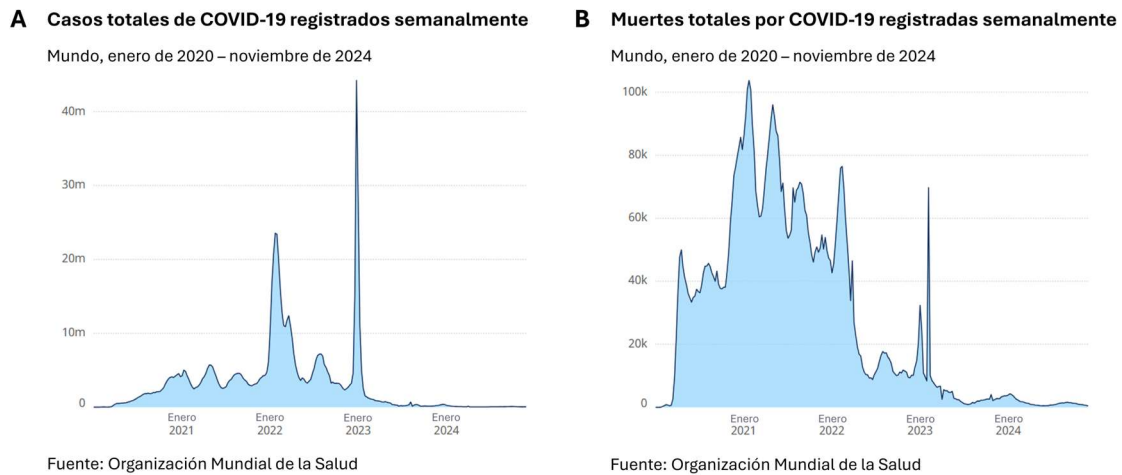 A Casos totales de COVID-19 registrados semanalmente
Mundo, enero de 2020 – noviembre de 2024
40m
30m
20m
10m
0
Enero 2021
Enero 2022
Enero 2023
Enero 2024
Fuente: Organización Mundial de la Salud
B Muertes totales por COVID-19 registradas semanalmente
Mundo, enero de 2020 – noviembre de 2024
100k
80k
60k
40k
20k
0
Enero 2021
Enero 2022
Enero 2023
Enero 2024
Fuente: Organización Mundial de la Salud